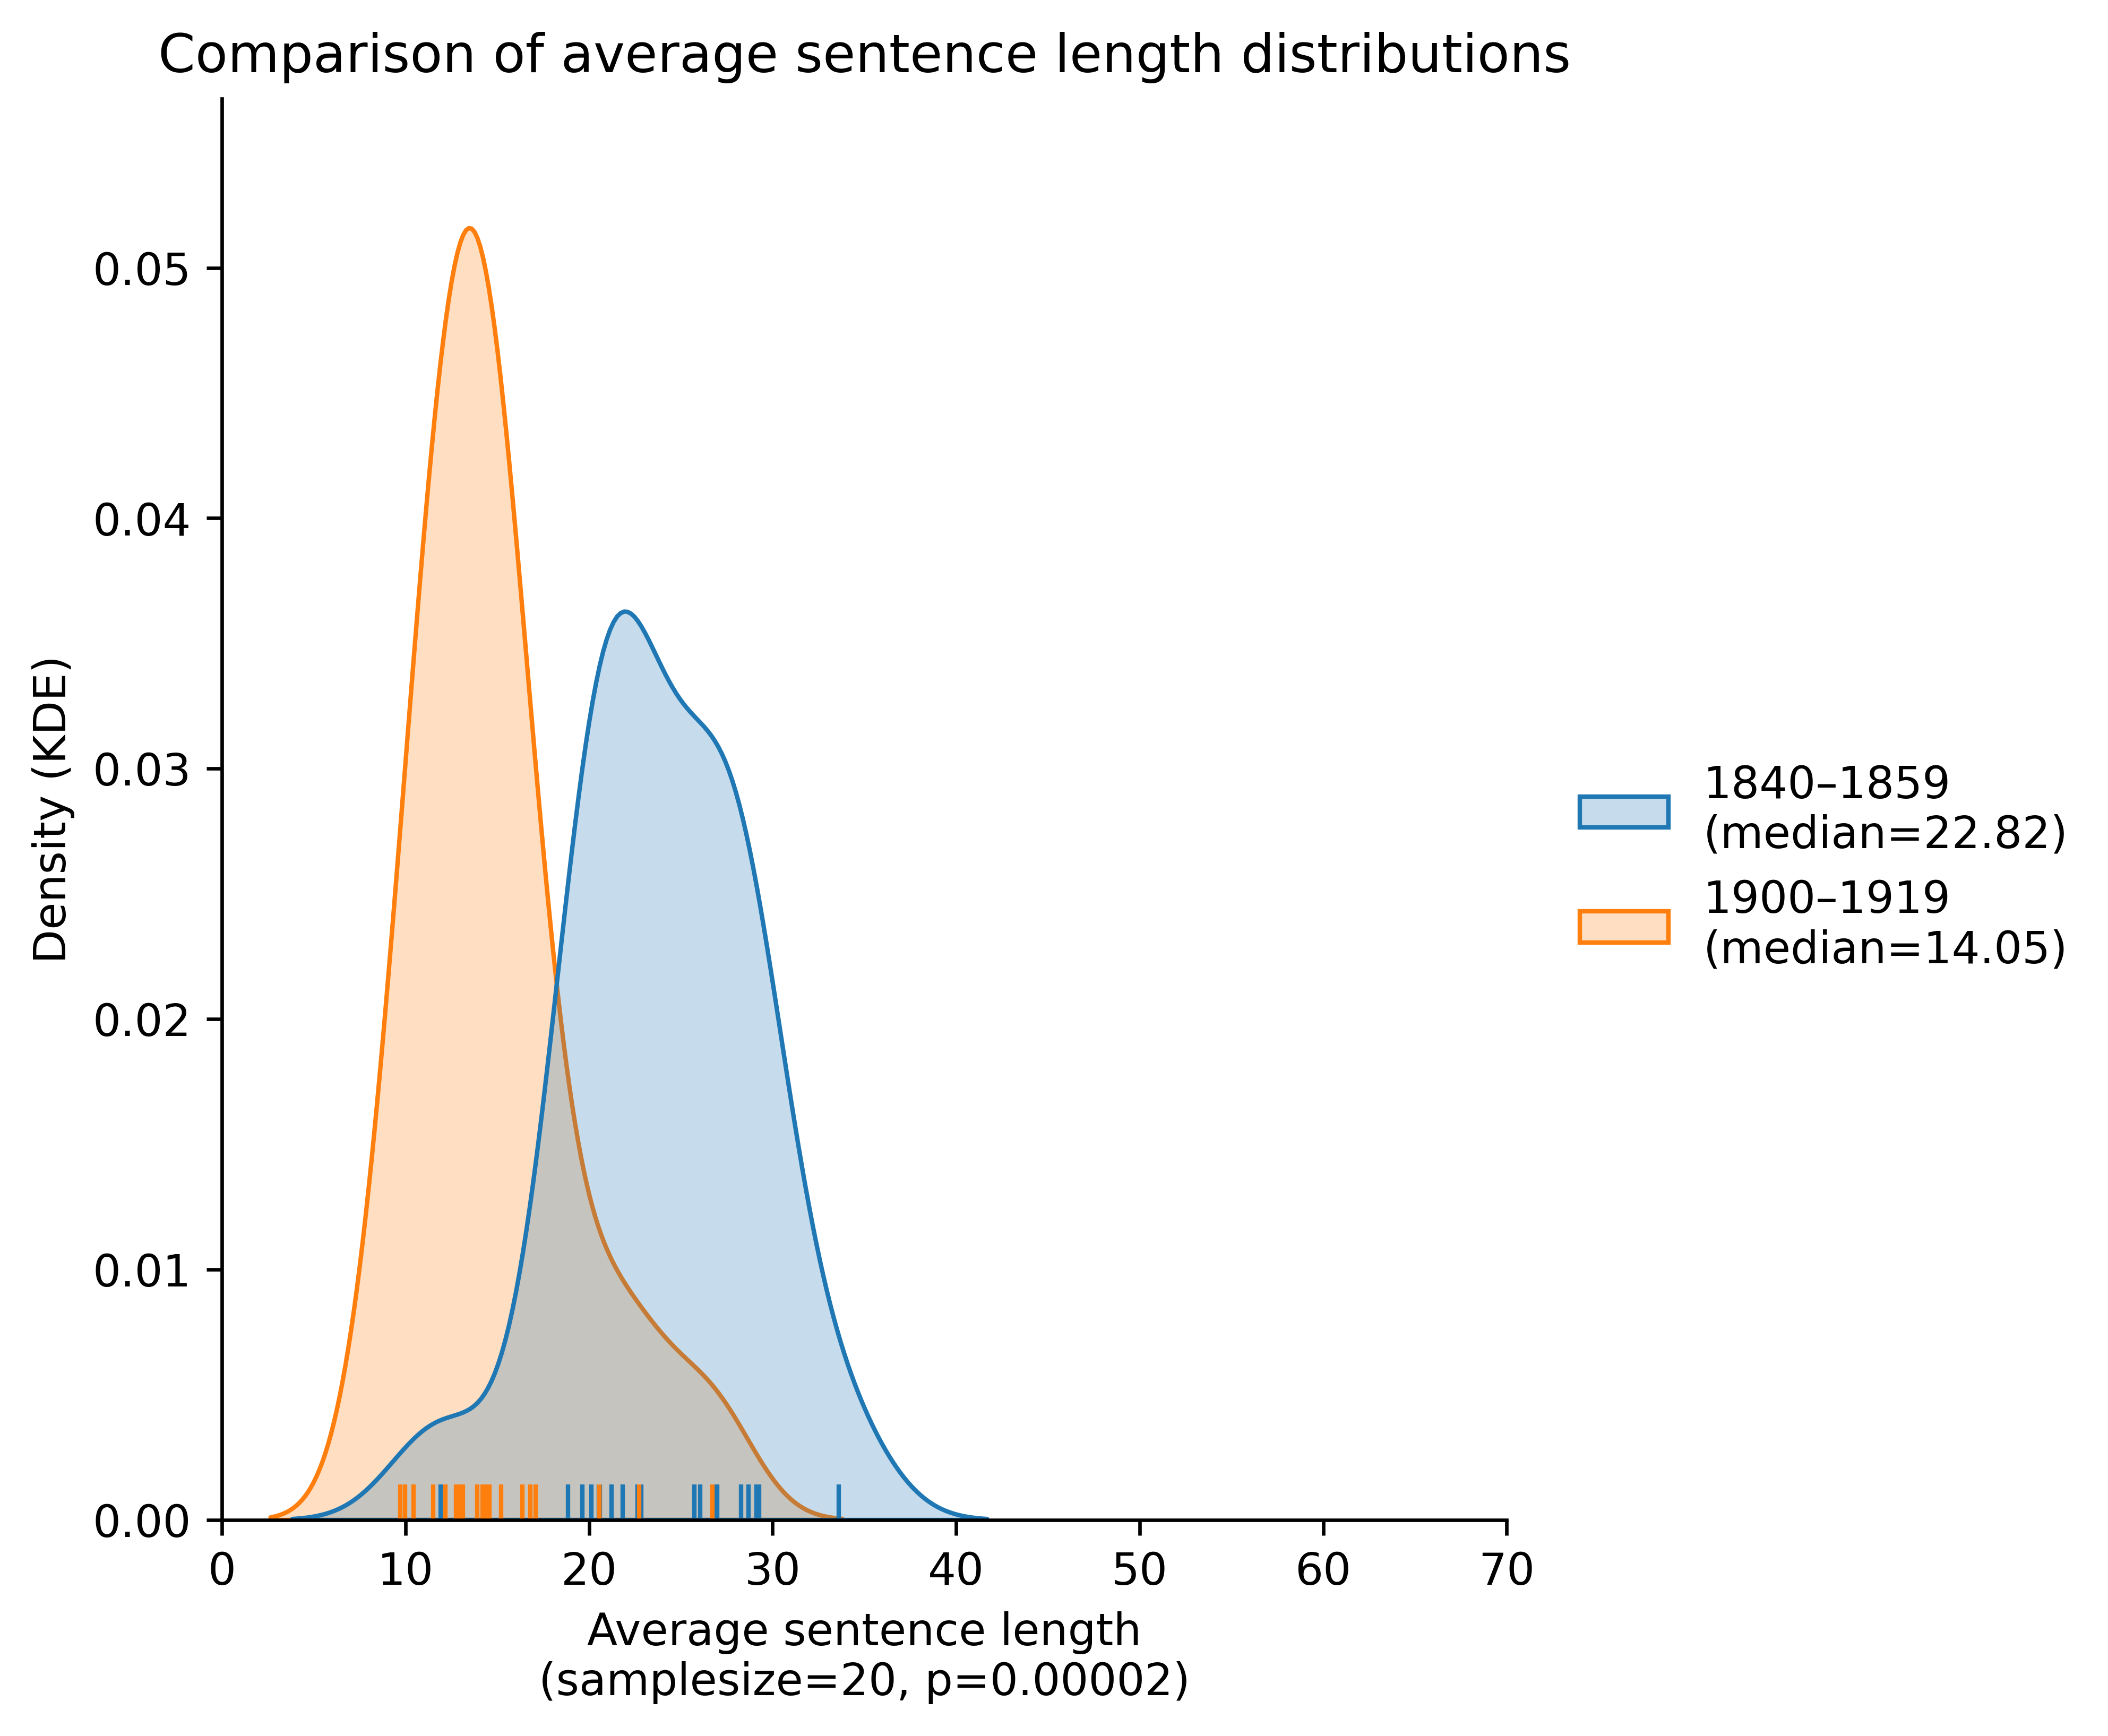 Comparison of average sentence length distributions
Density (KDE)
0.05
0.04
0.03
0.02
0.01
0.00
0 10 20 30 40 50 60 70
Average sentence length
(samplesize=20, p=0.00002)
1840–1859
(median=22.82)
1900–1919
(median=14.05)